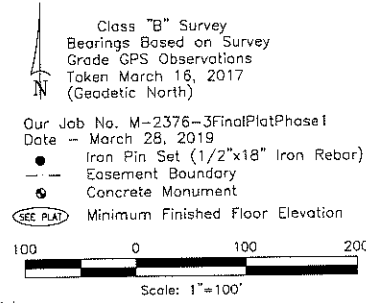 Class "B" Survey
Bearings Based on Survey
Grade GPS Observations
Taken March 16, 2017
(Geodetic North)
N
Our Job No. M-2376-3FinalPlatPhase1
Date - March 28, 2019
Iron Pin Set (1/2"x18" Iron Rebar)
Easement Boundary
Concrete Monument
SEE PLAT Minimum Finished Floor Elevation
100 0 100 200
Scale: 1"=100'